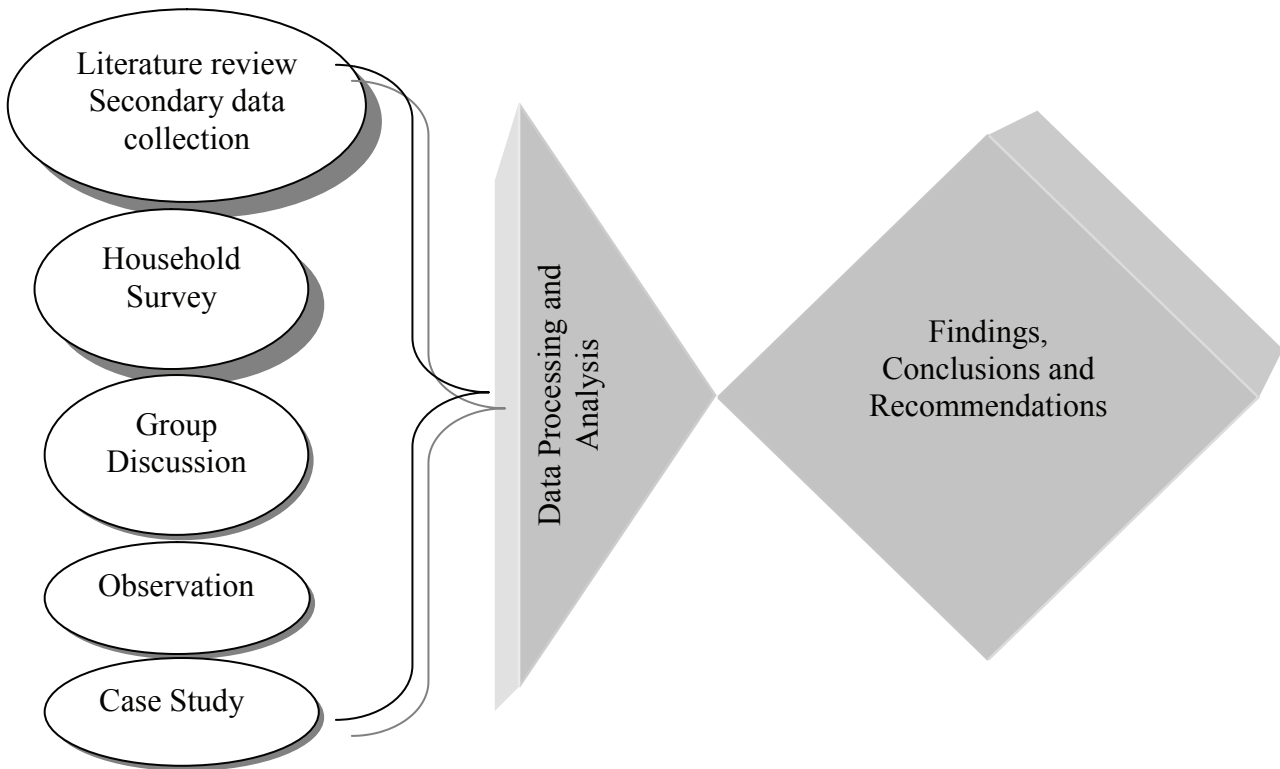 Literature review
Secondary data
collection
Household
Survey
Group
Discussion
Observation
Case Study
Data Processing and
Analysis
Findings,
Conclusions and
Recommendations